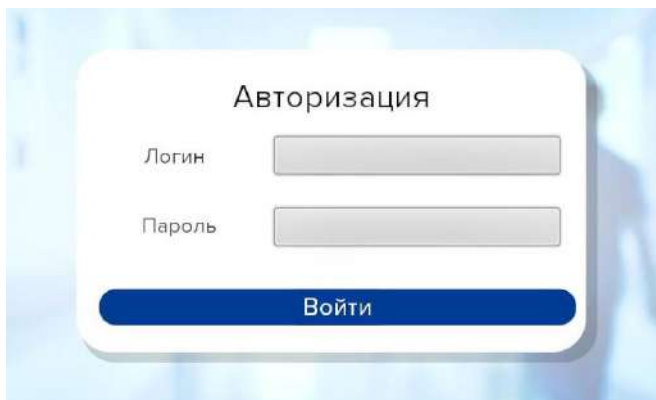 Авторизация
Логин
Пароль
Войти